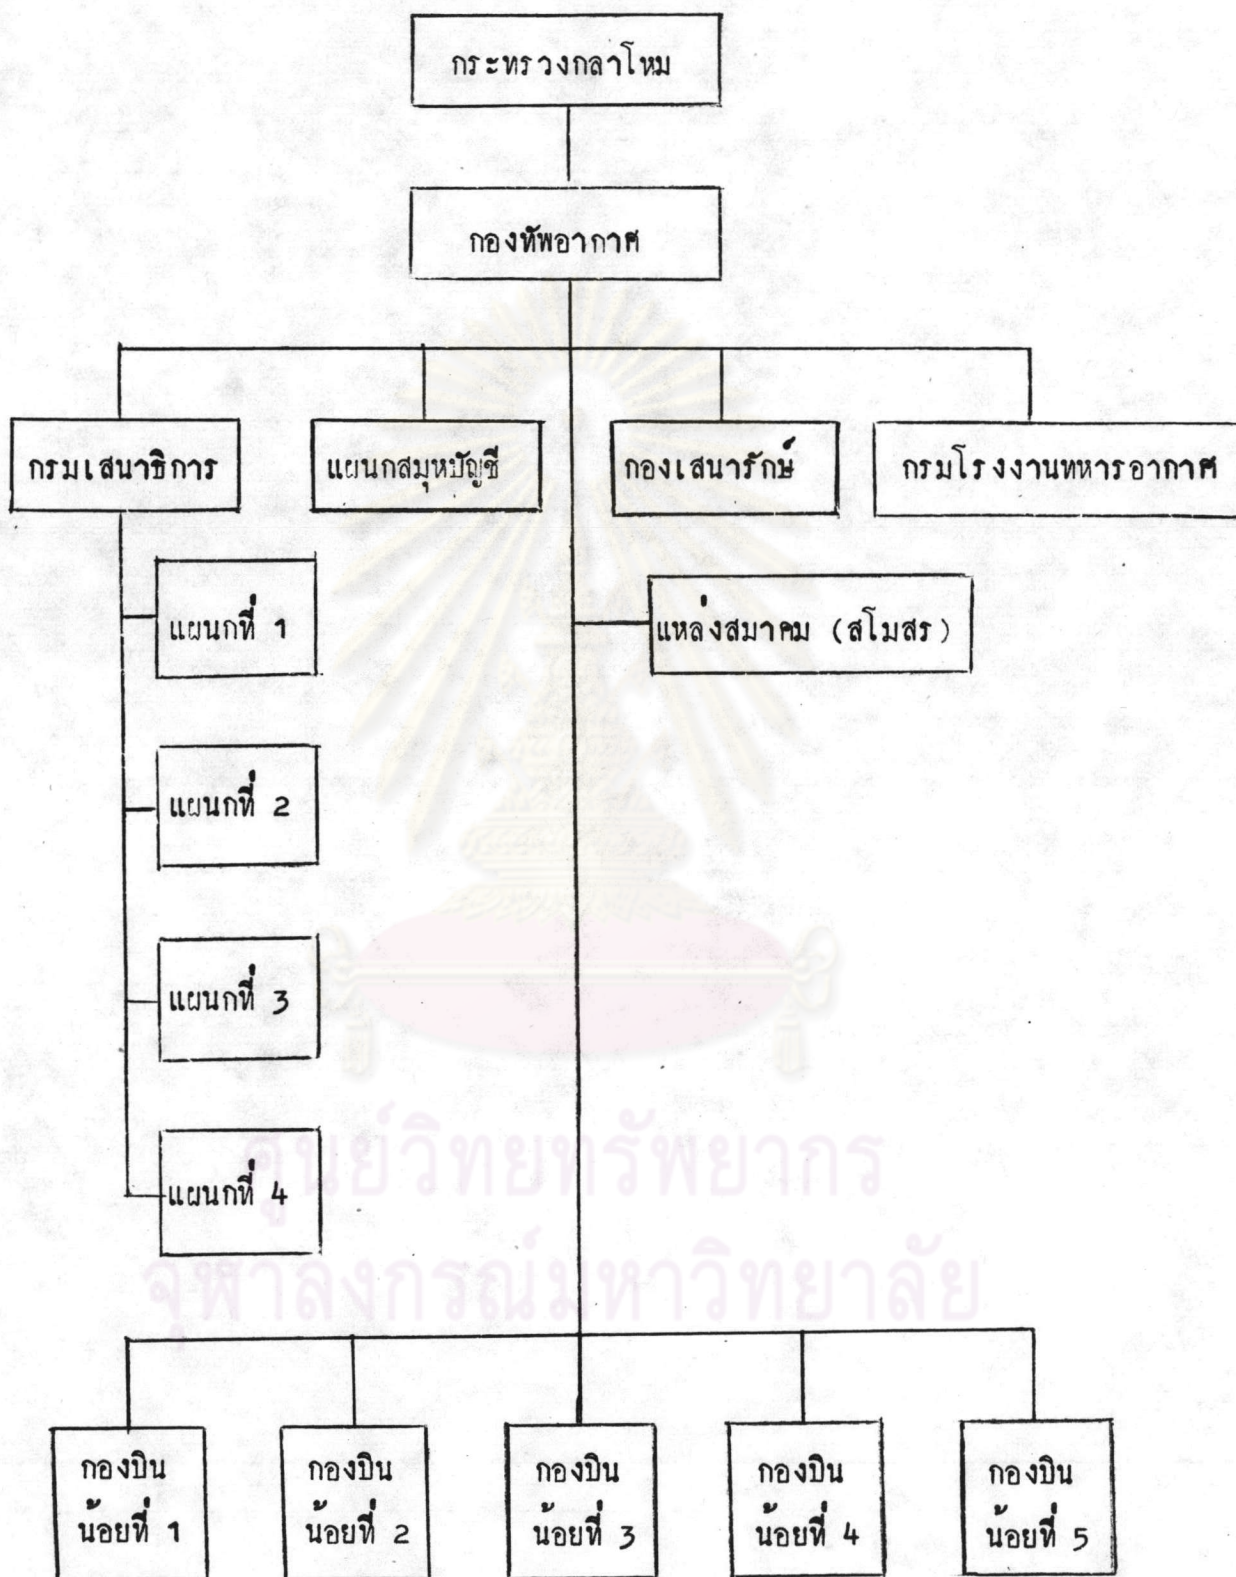 กระทรวงกลาโหม
กองทัพอากาศ
กรมเสนาธิการ
แผนกสมุหบัญชี
กองเสนารักษ์
กรมโรงงานทหารอากาศ
แผนกที่ 1
แหล่งสมาคม (สโมสร)
แผนกที่ 2
แผนกที่ 3
แผนกที่ 4
ศูนย์วิทยทรัพยากร
จุฬาลงกรณ์มหาวิทยาลัย
กองบิน
น้อยที่ 1
กองบิน
น้อยที่ 2
กองบิน
น้อยที่ 3
กองบิน
น้อยที่ 4
กองบิน
น้อยที่ 5